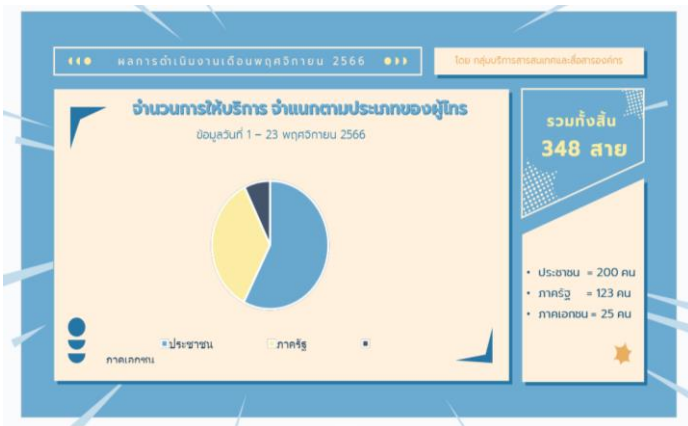 ผลการดำเนินงานเดือนพฤศจิกายน 2566
โดย กลุ่มบริการสารสนเทศและสื่อสารองค์กร
จำนวนการให้บริการ จำแนกตามประเภทของผู้โทร
ข้อมูลวันที่ 1 – 23 พฤศจิกายน 2566
รวมทั้งสิ้น
348 สาย
• ประชาชน = 200 คน
• ภาครัฐ = 123 คน
• ภาคเอกชน = 25 คน
ประชาชน ภาครัฐ
ภาคเอกชน